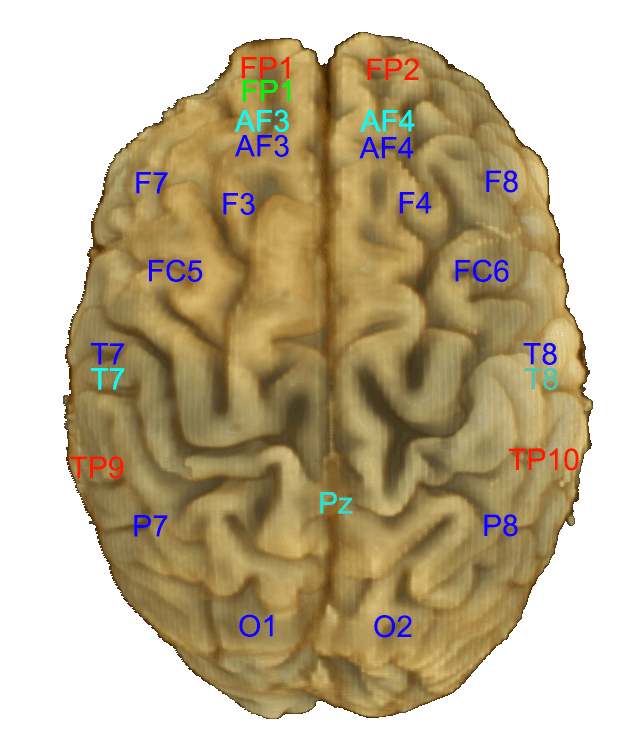 FP1 FP2
FP1
AF3 AF4
AF3 AF4
F7 F8
F3 F4
FC5 FC6
T7 T8
T7 T8
TP9 TP10
Pz
P7 P8
O1 O2